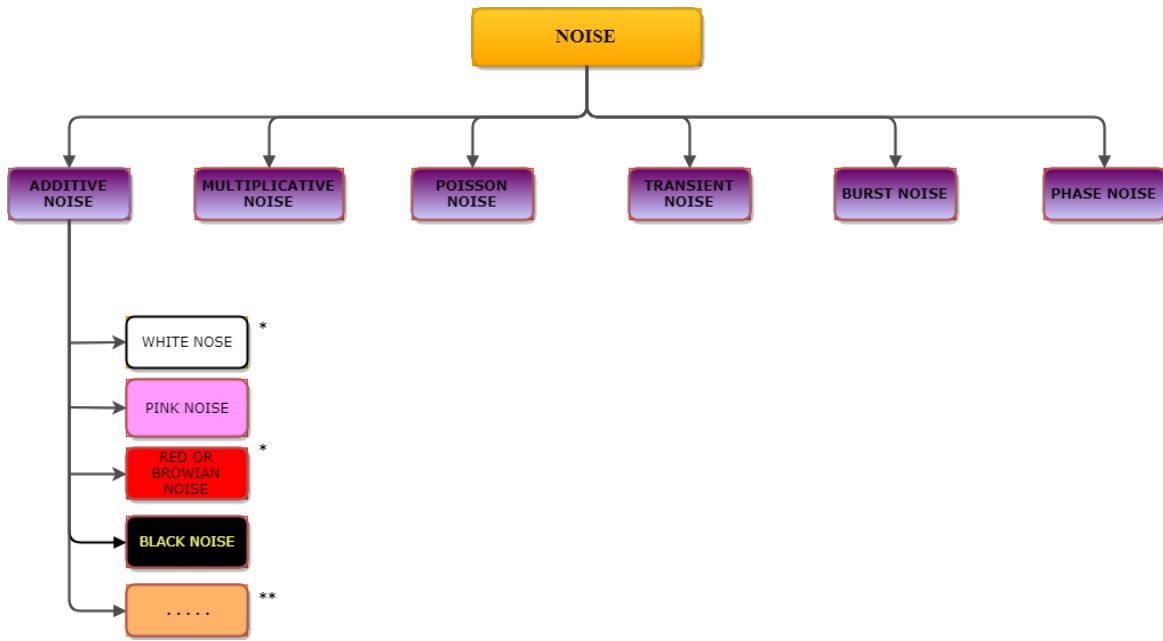 NOISE
ADDITIVE
NOISE
MULTIPLICATIVE
NOISE
POISSON
NOISE
TRANSIENT
NOISE
BURST NOISE
PHASE NOISE
WHITE NOSE
*
PINK NOISE
RED OR
BROWIAN
NOISE
*
BLACK NOISE
.....
**